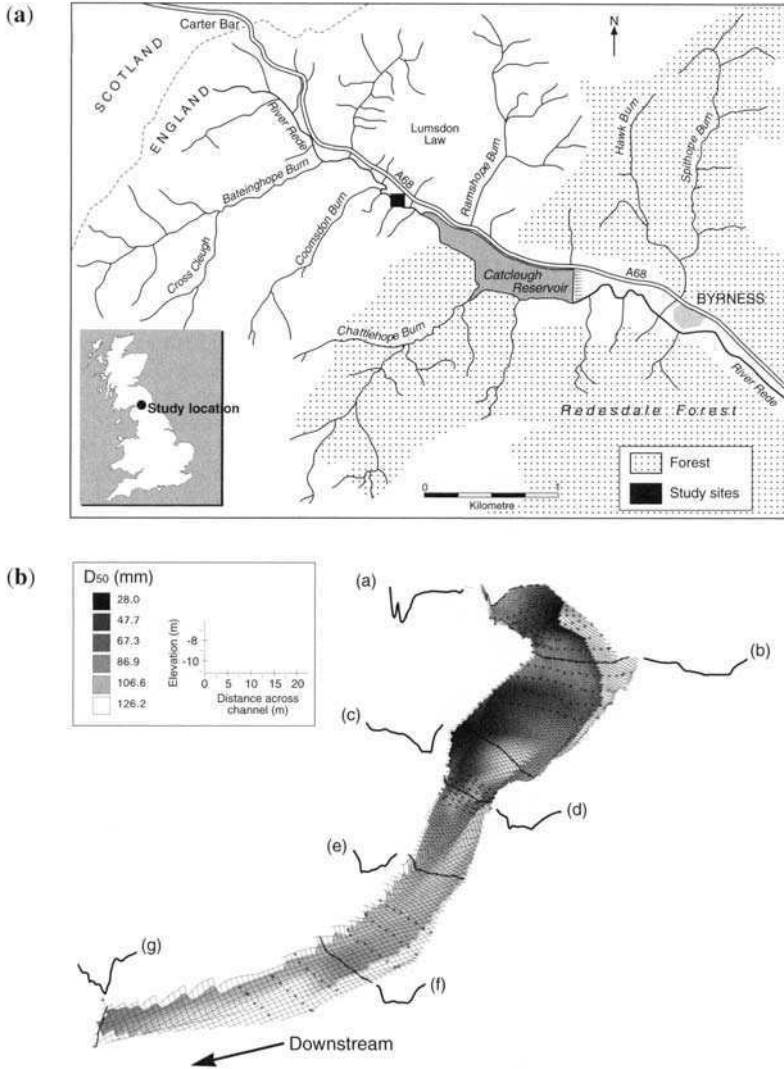 (a)
Carter Bar
SCOTLAND
ENGLAND
River Rede
Bateinghope Burn
Cross Cleugh
Coomsdon Burn
A68
Lumsdon
Law
Ramshope Burn
N
Hawk Burn
Spithope Burn
Catcleugh
Reservoir
A68
BYRNESS
Chattlehope Burn
River Rede
Redesdale Forest
Study location
0 1
Kilometre
Forest
Study sites
(b)
D50 (mm)
28.0
47.7
67.3
86.9
106.6
126.2
Elevation (m)
-8
-10
0 5 10 15 20
Distance across
channel (m)
(a)
(b)
(c)
(d)
(e)
(f)
(g)
Downstream